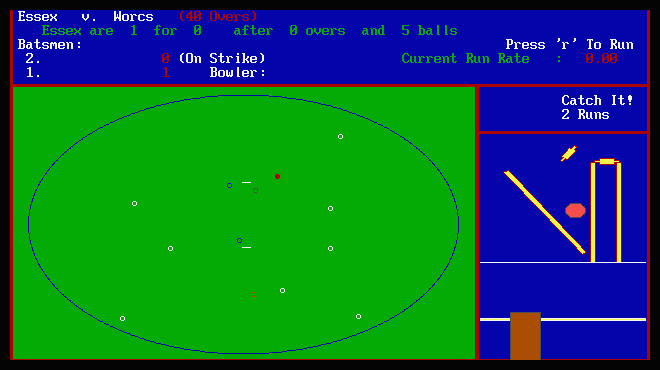 Essex v. Worcs (40 Overs)
Essex are 1 for 0 after 0 overs and 5 balls
Batsmen: Press 'r' To Run
2. 0 (On Strike) Current Run Rate : 0.00
1. 1 Bowler:
Catch It!
2 Runs